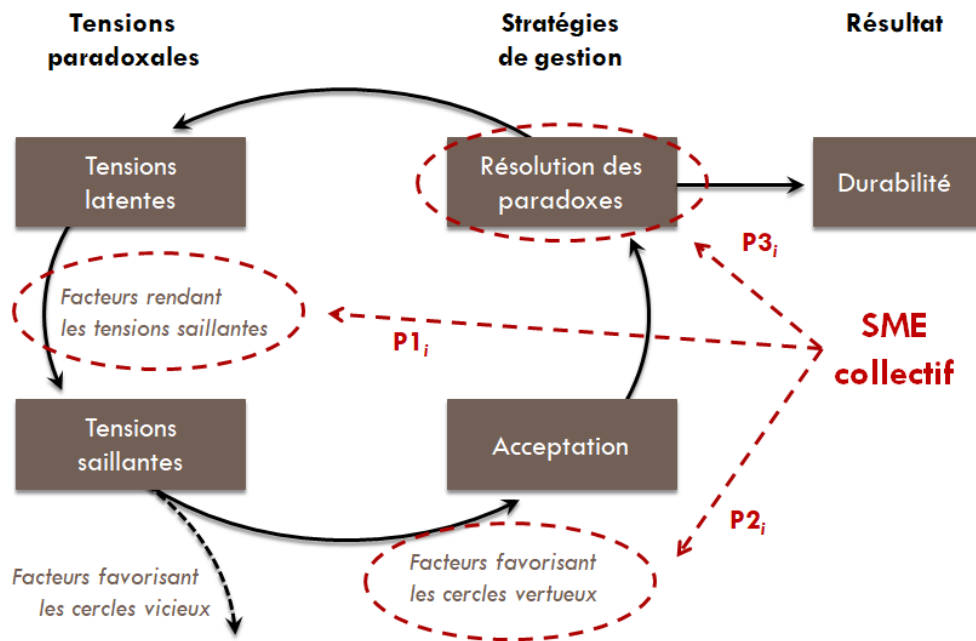 Tensions
paradoxales
Stratégies
de gestion
Résultat
Tensions
latentes
Résolution des
paradoxes
Durabilité
P3i
Facteurs rendant
les tensions saillantes
P1i
SME
collectif
Tensions
saillantes
Acceptation
P2i
Facteurs favorisant
les cercles vicieux
Facteurs favorisant
les cercles vertueux